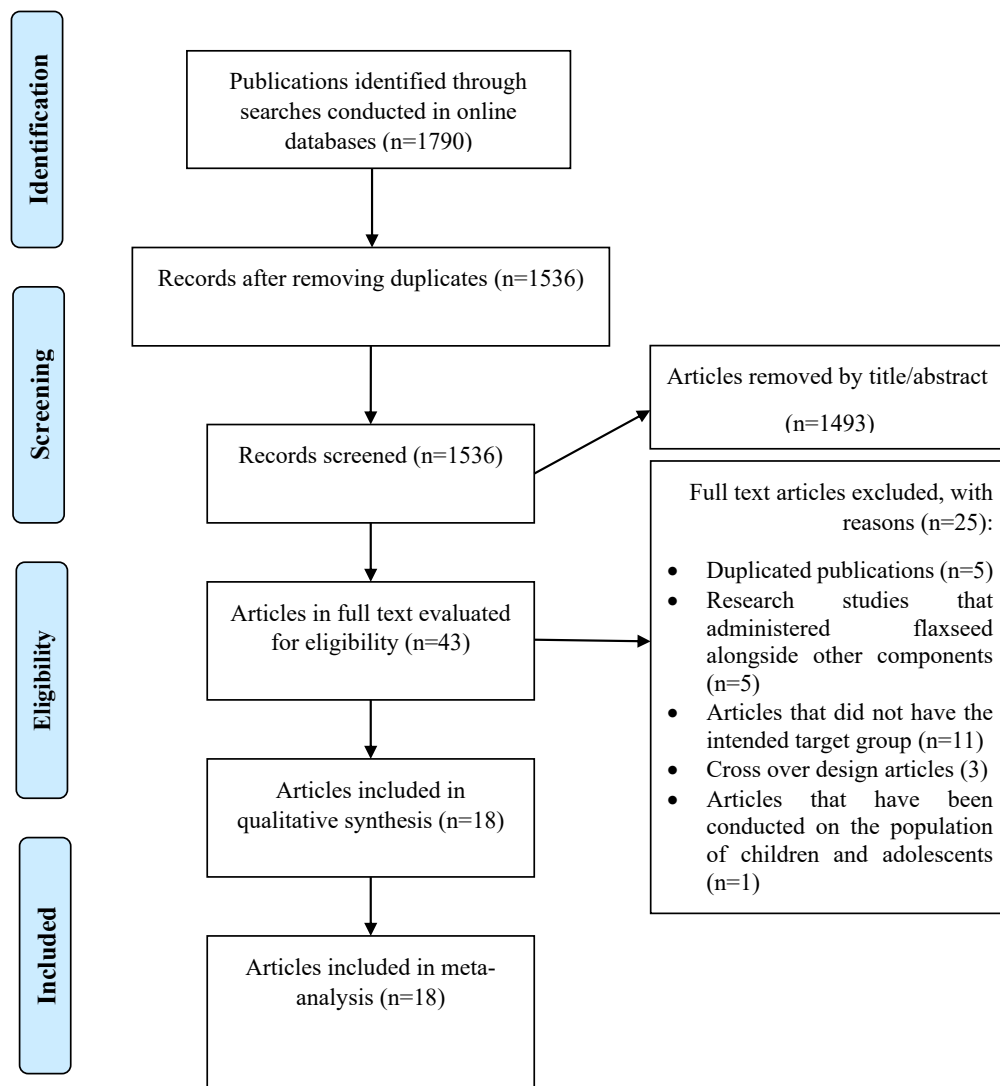 Identification
Publications identified through
searches conducted in online
databases (n=1790)
Records after removing duplicates (n=1536)
Screening
Articles removed by title/abstract
(n=1493)
Records screened (n=1536)
Full text articles excluded, with
reasons (n=25):
• Duplicated publications (n=5)
• Research studies that
administered flaxseed
alongside other components
(n=5)
• Articles that did not have the
intended target group (n=11)
• Cross over design articles (3)
• Articles that have been
conducted on the population
of children and adolescents
(n=1)
Eligibility
Articles in full text evaluated
for eligibility (n=43)
Articles included in
qualitative synthesis (n=18)
Included
Articles included in meta-
analysis (n=18)